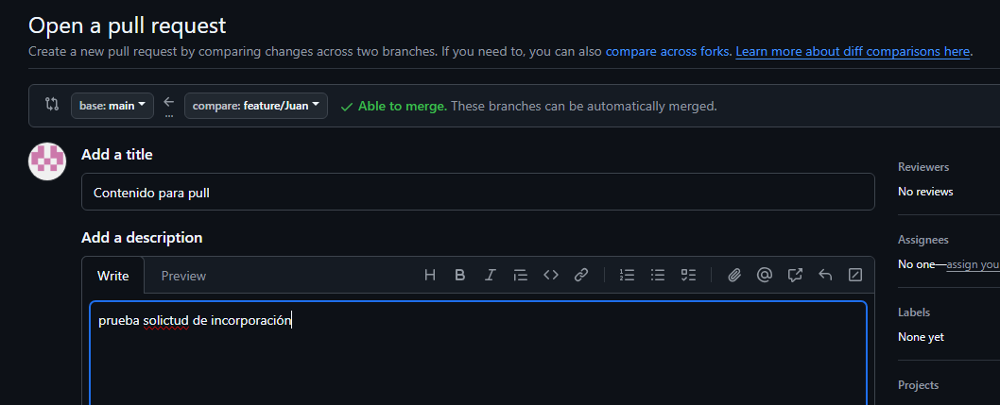 Open a pull request
Create a new pull request by comparing changes across two branches. If you need to, you can also compare across forks. Learn more about diff comparisons here.
base: main ← ... compare: feature/Juan ✓ Able to merge. These branches can be automatically merged.
Add a title
Contenido para pull
Add a description
Write Preview
prueba solictud de incorporación
Reviewers
No reviews
Assignees
No one—assign you
Labels
None yet
Projects